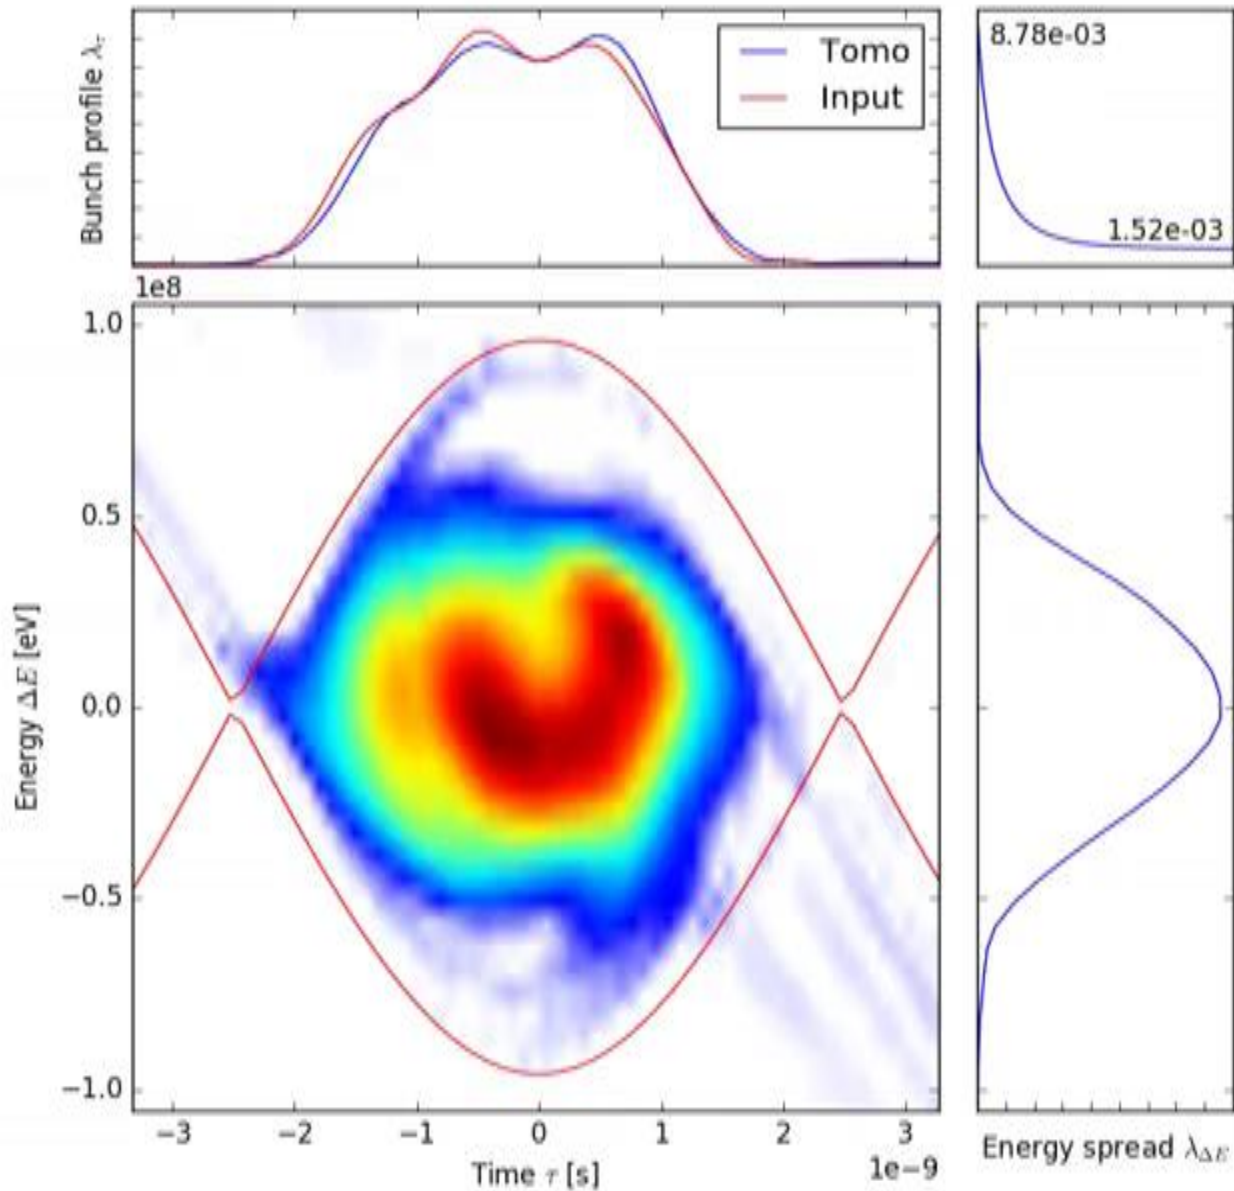 Bunch profile λτ
Tomo
Input
8.78e-03
1.52e-03
1e8
1.0
0.5
0.0
−0.5
−1.0
Energy ΔE [eV]
−3 −2 −1 0 1 2 3
1e−9
Time τ [s]
Energy spread λΔE